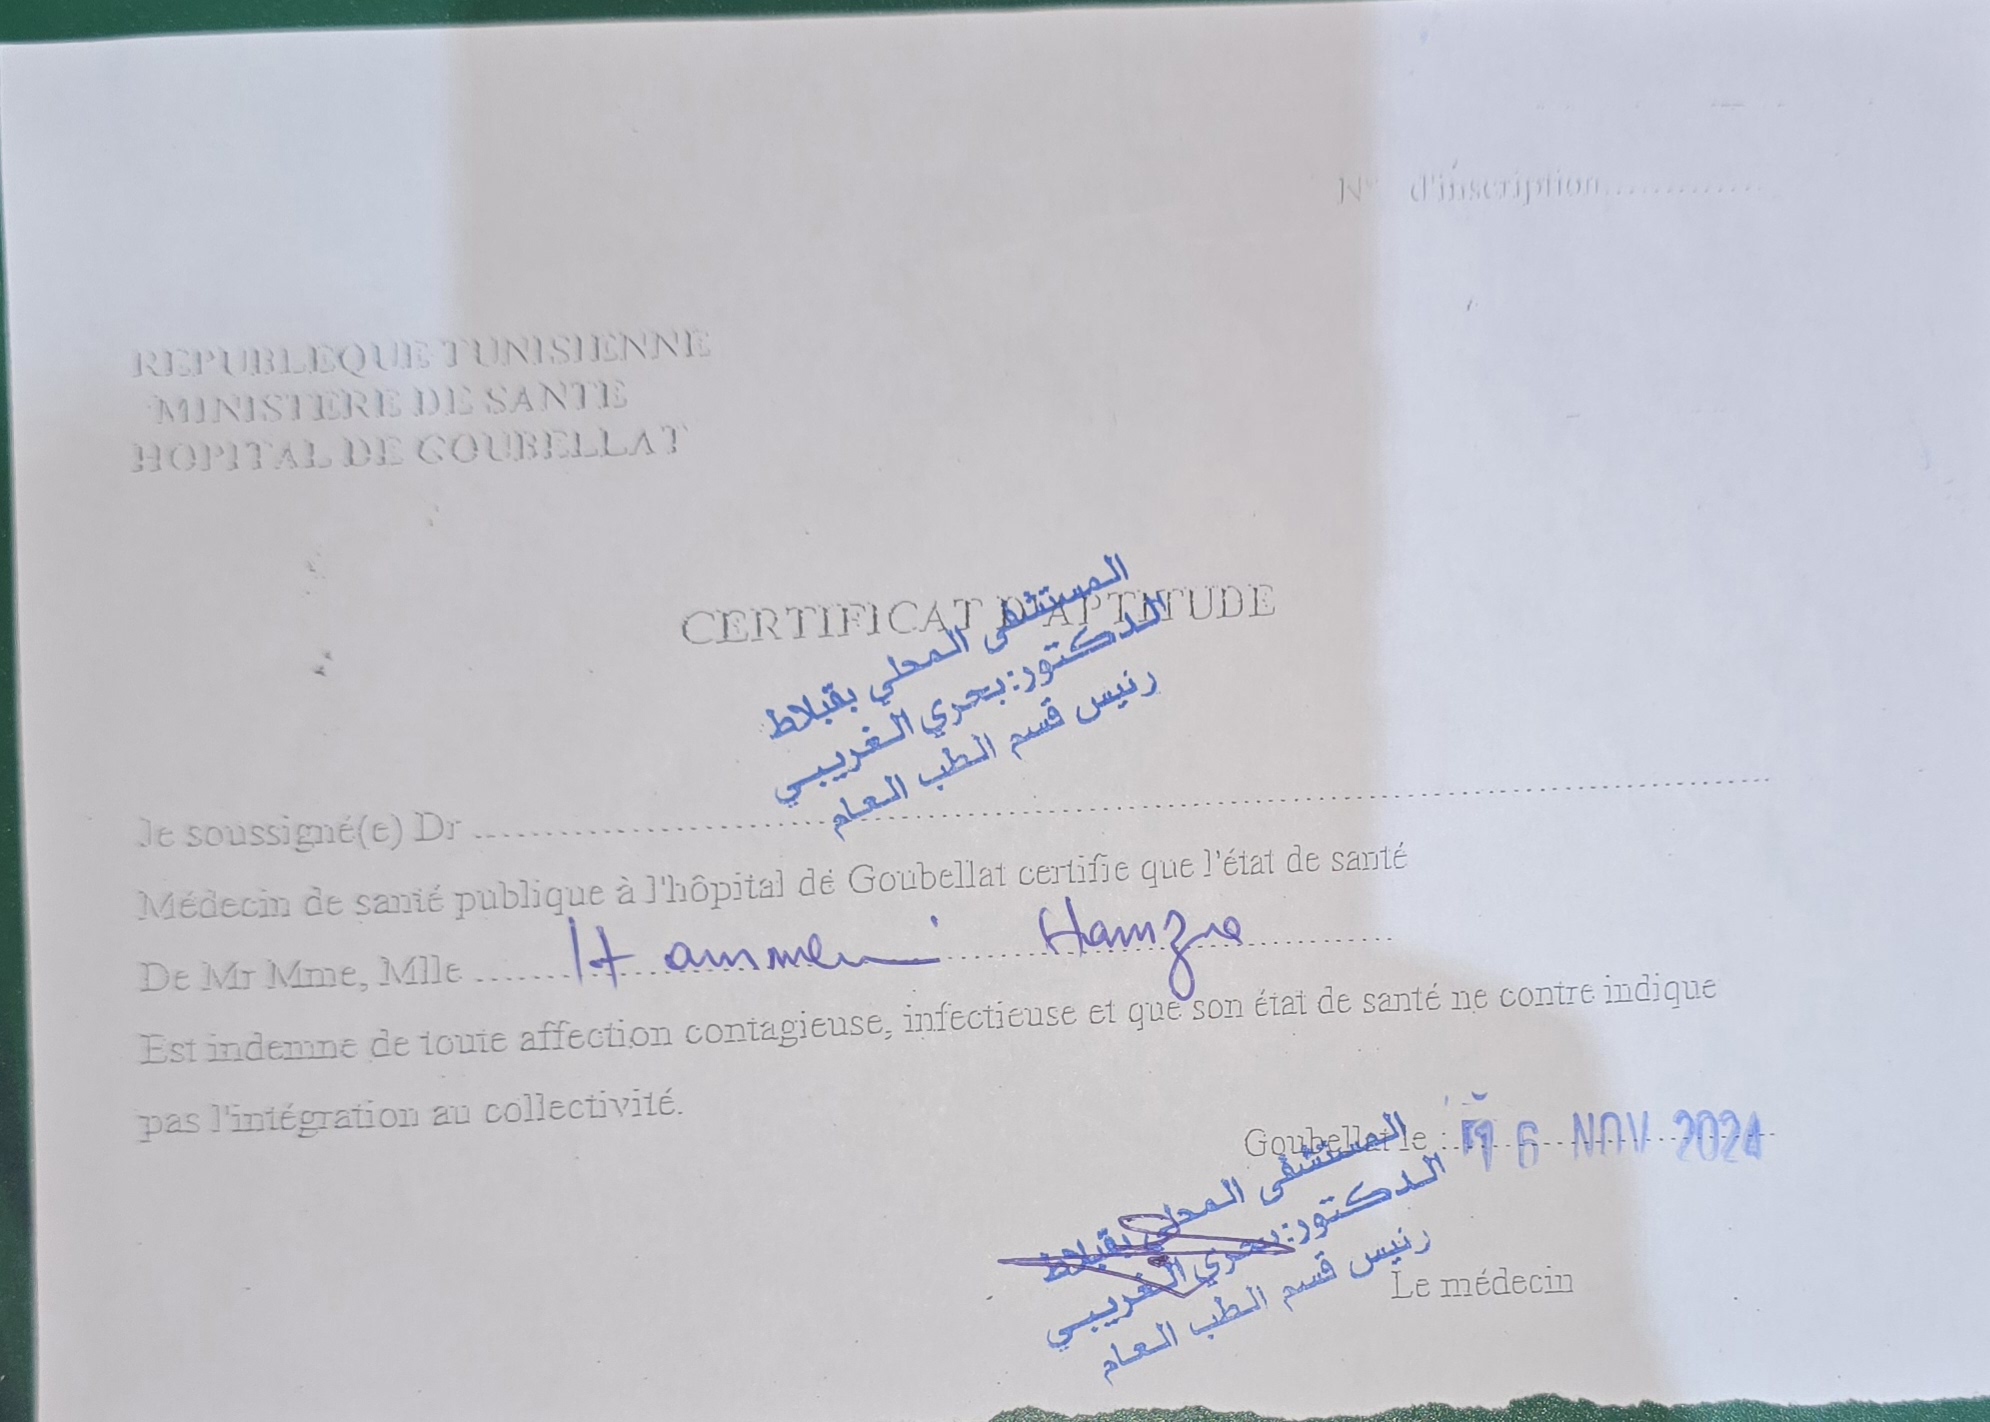 N° d'inscription.............
REPUBLEQUE TUNISIENNE
MINISTERE DE SANTE
HOPITAL DE GOUBELLAT
CERTIFICAT D'APTITUDE
المستشفى المحلي بقبلاط
الدكتور: بحري الغريبي
رئيس قسم الطب العام
Je soussigné(e) Dr ........................................
Médecin de santé publique à l'hôpital de Goubellat certifie que l'état de santé
De Mr Mme, Mlle ....... Hammemi Hamza ...............
Est indemne de toute affection contagieuse, infectieuse et que son état de santé ne contre indique
pas l'intégration au collectivité.
Goubellat le : 16 NOV 2024
المستشفى المحلي بقبلاط
الدكتور: بحري الغريبي
رئيس قسم الطب العام
Le médecin